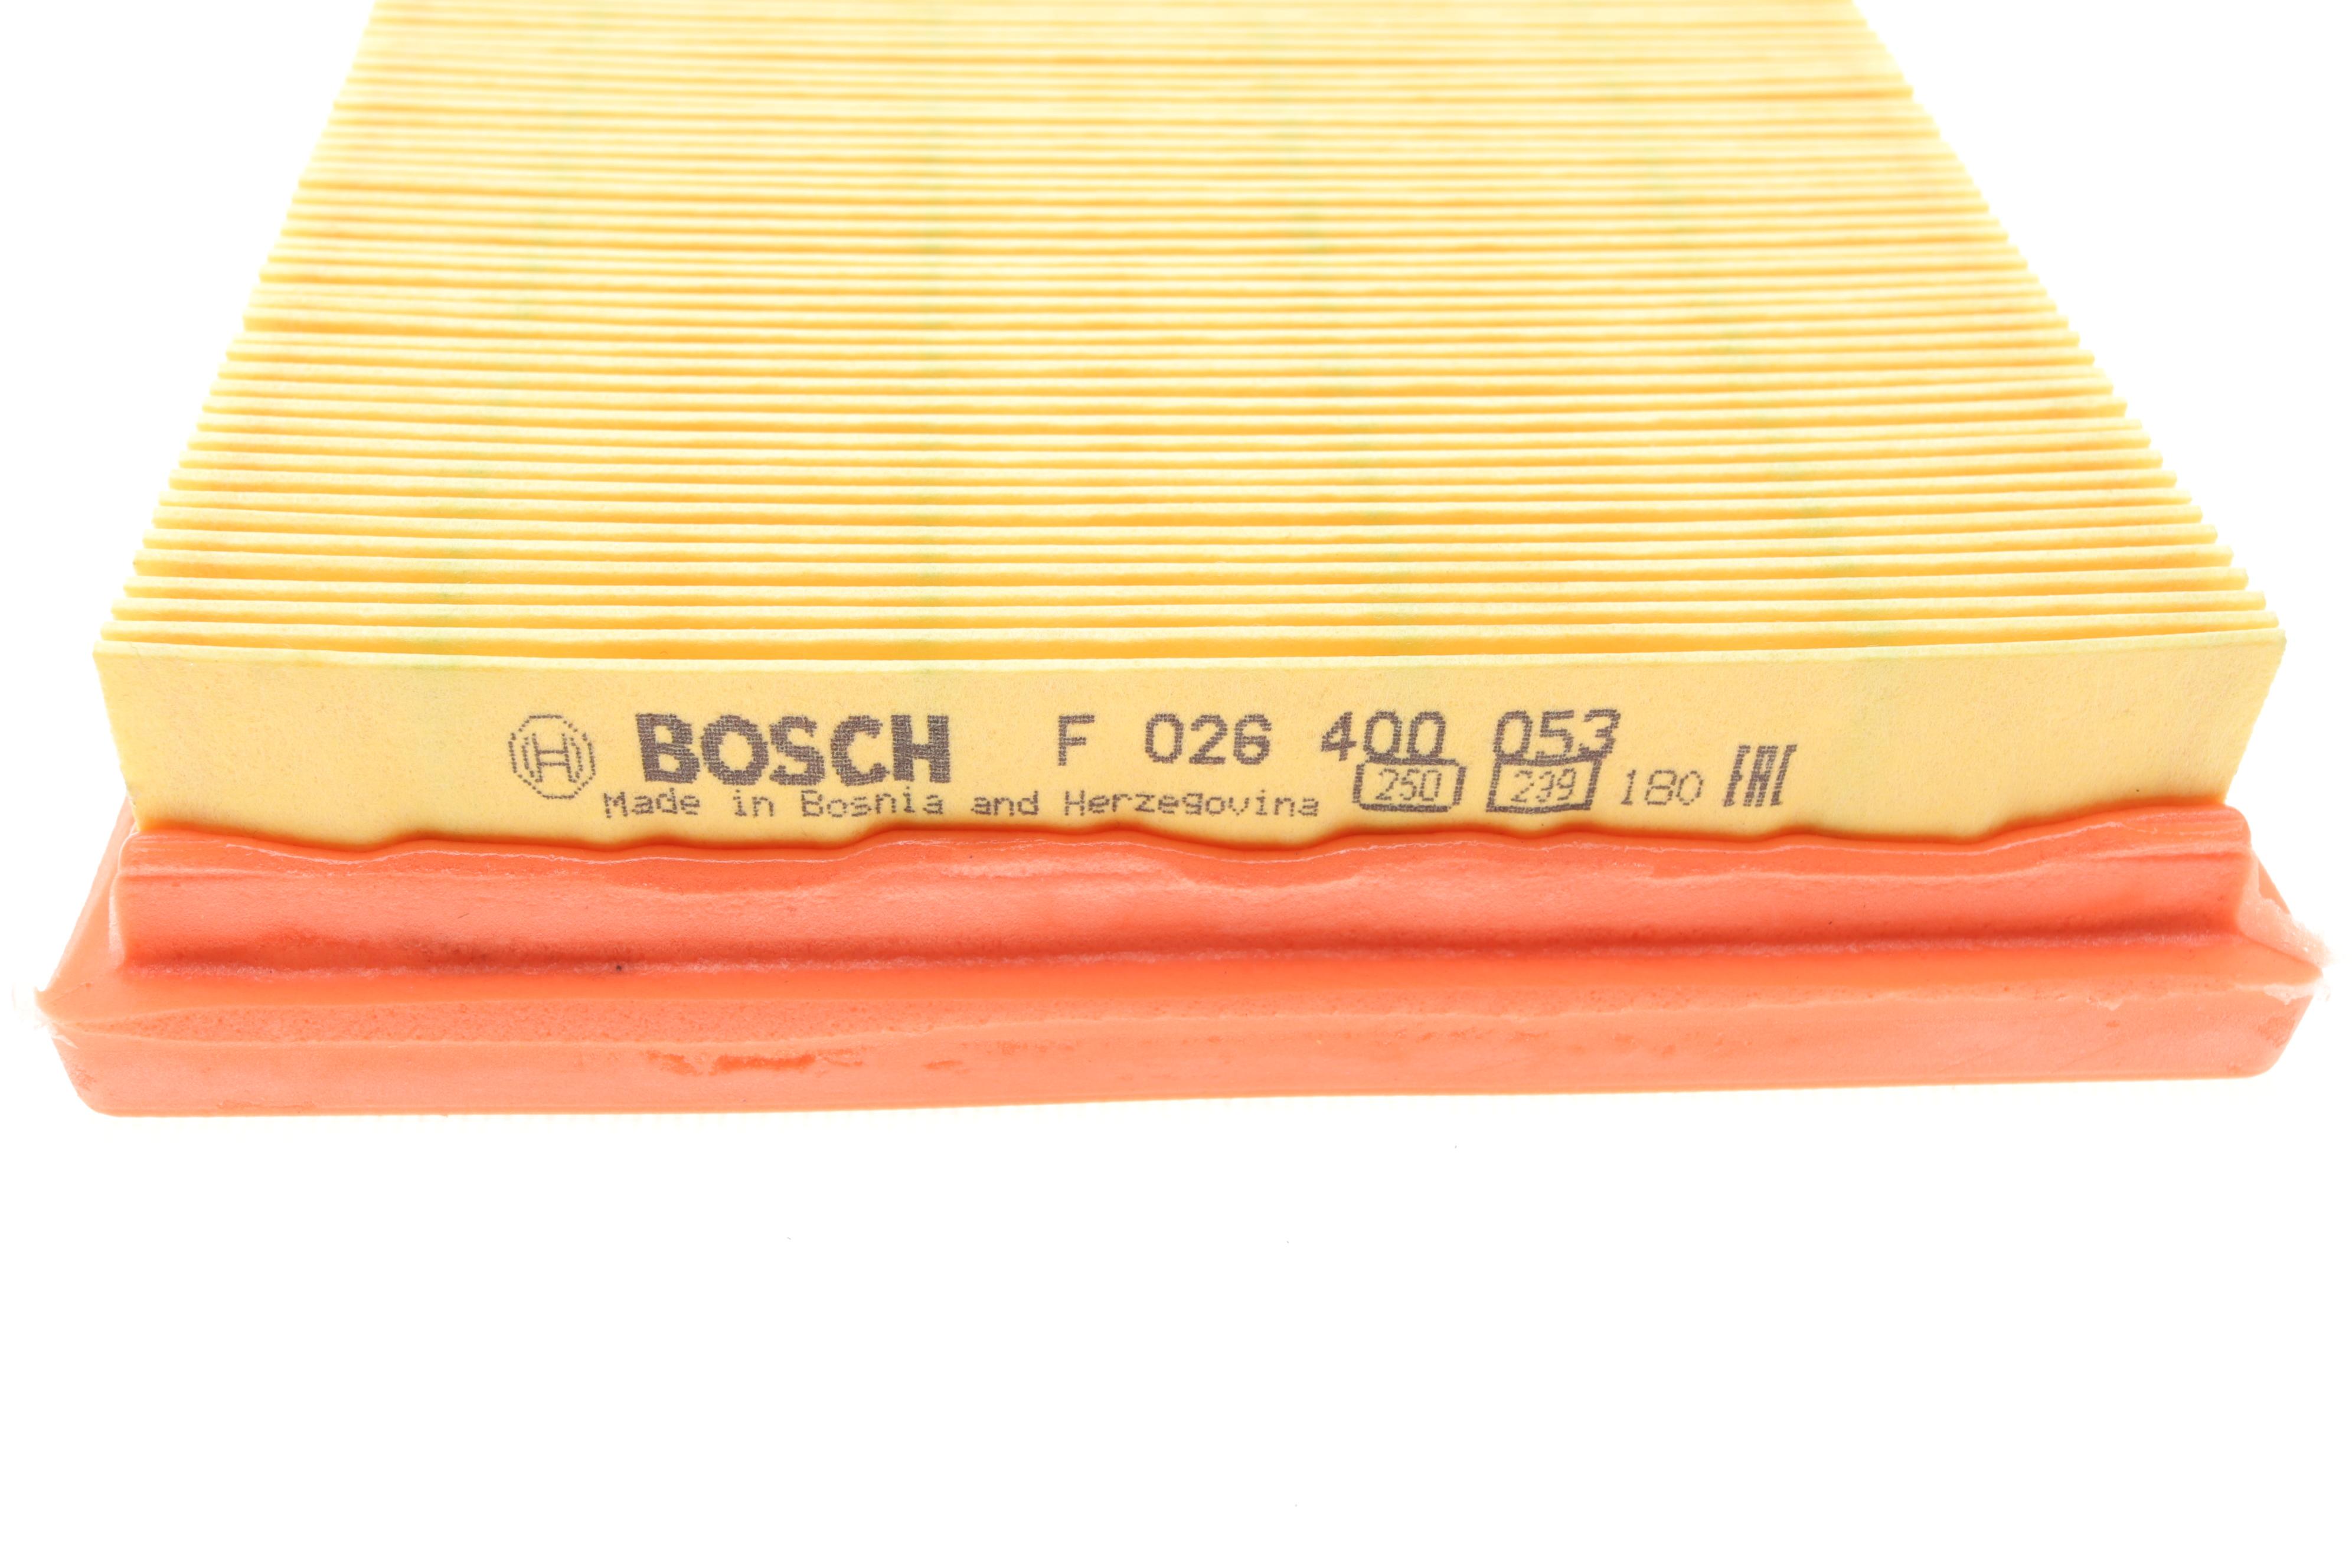 BOSCH F 026 400 053
Made in Bosnia and Herzegovina 250 239 180 EAC